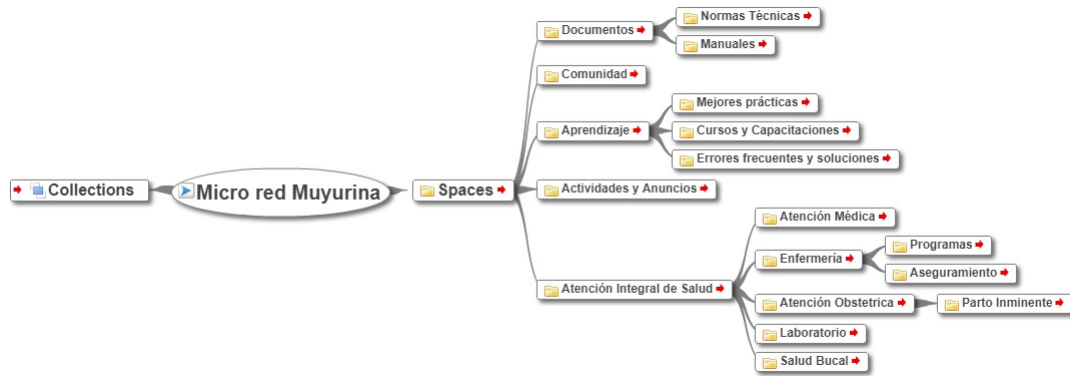 Collections
Micro red Muyurina
Spaces
Documentos
Normas Técnicas
Manuales
Comunidad
Aprendizaje
Mejores prácticas
Cursos y Capacitaciones
Errores frecuentes y soluciones
Actividades y Anuncios
Atención Integral de Salud
Atención Médica
Enfermería
Programas
Aseguramiento
Atención Obstetrica
Parto Inminente
Laboratorio
Salud Bucal